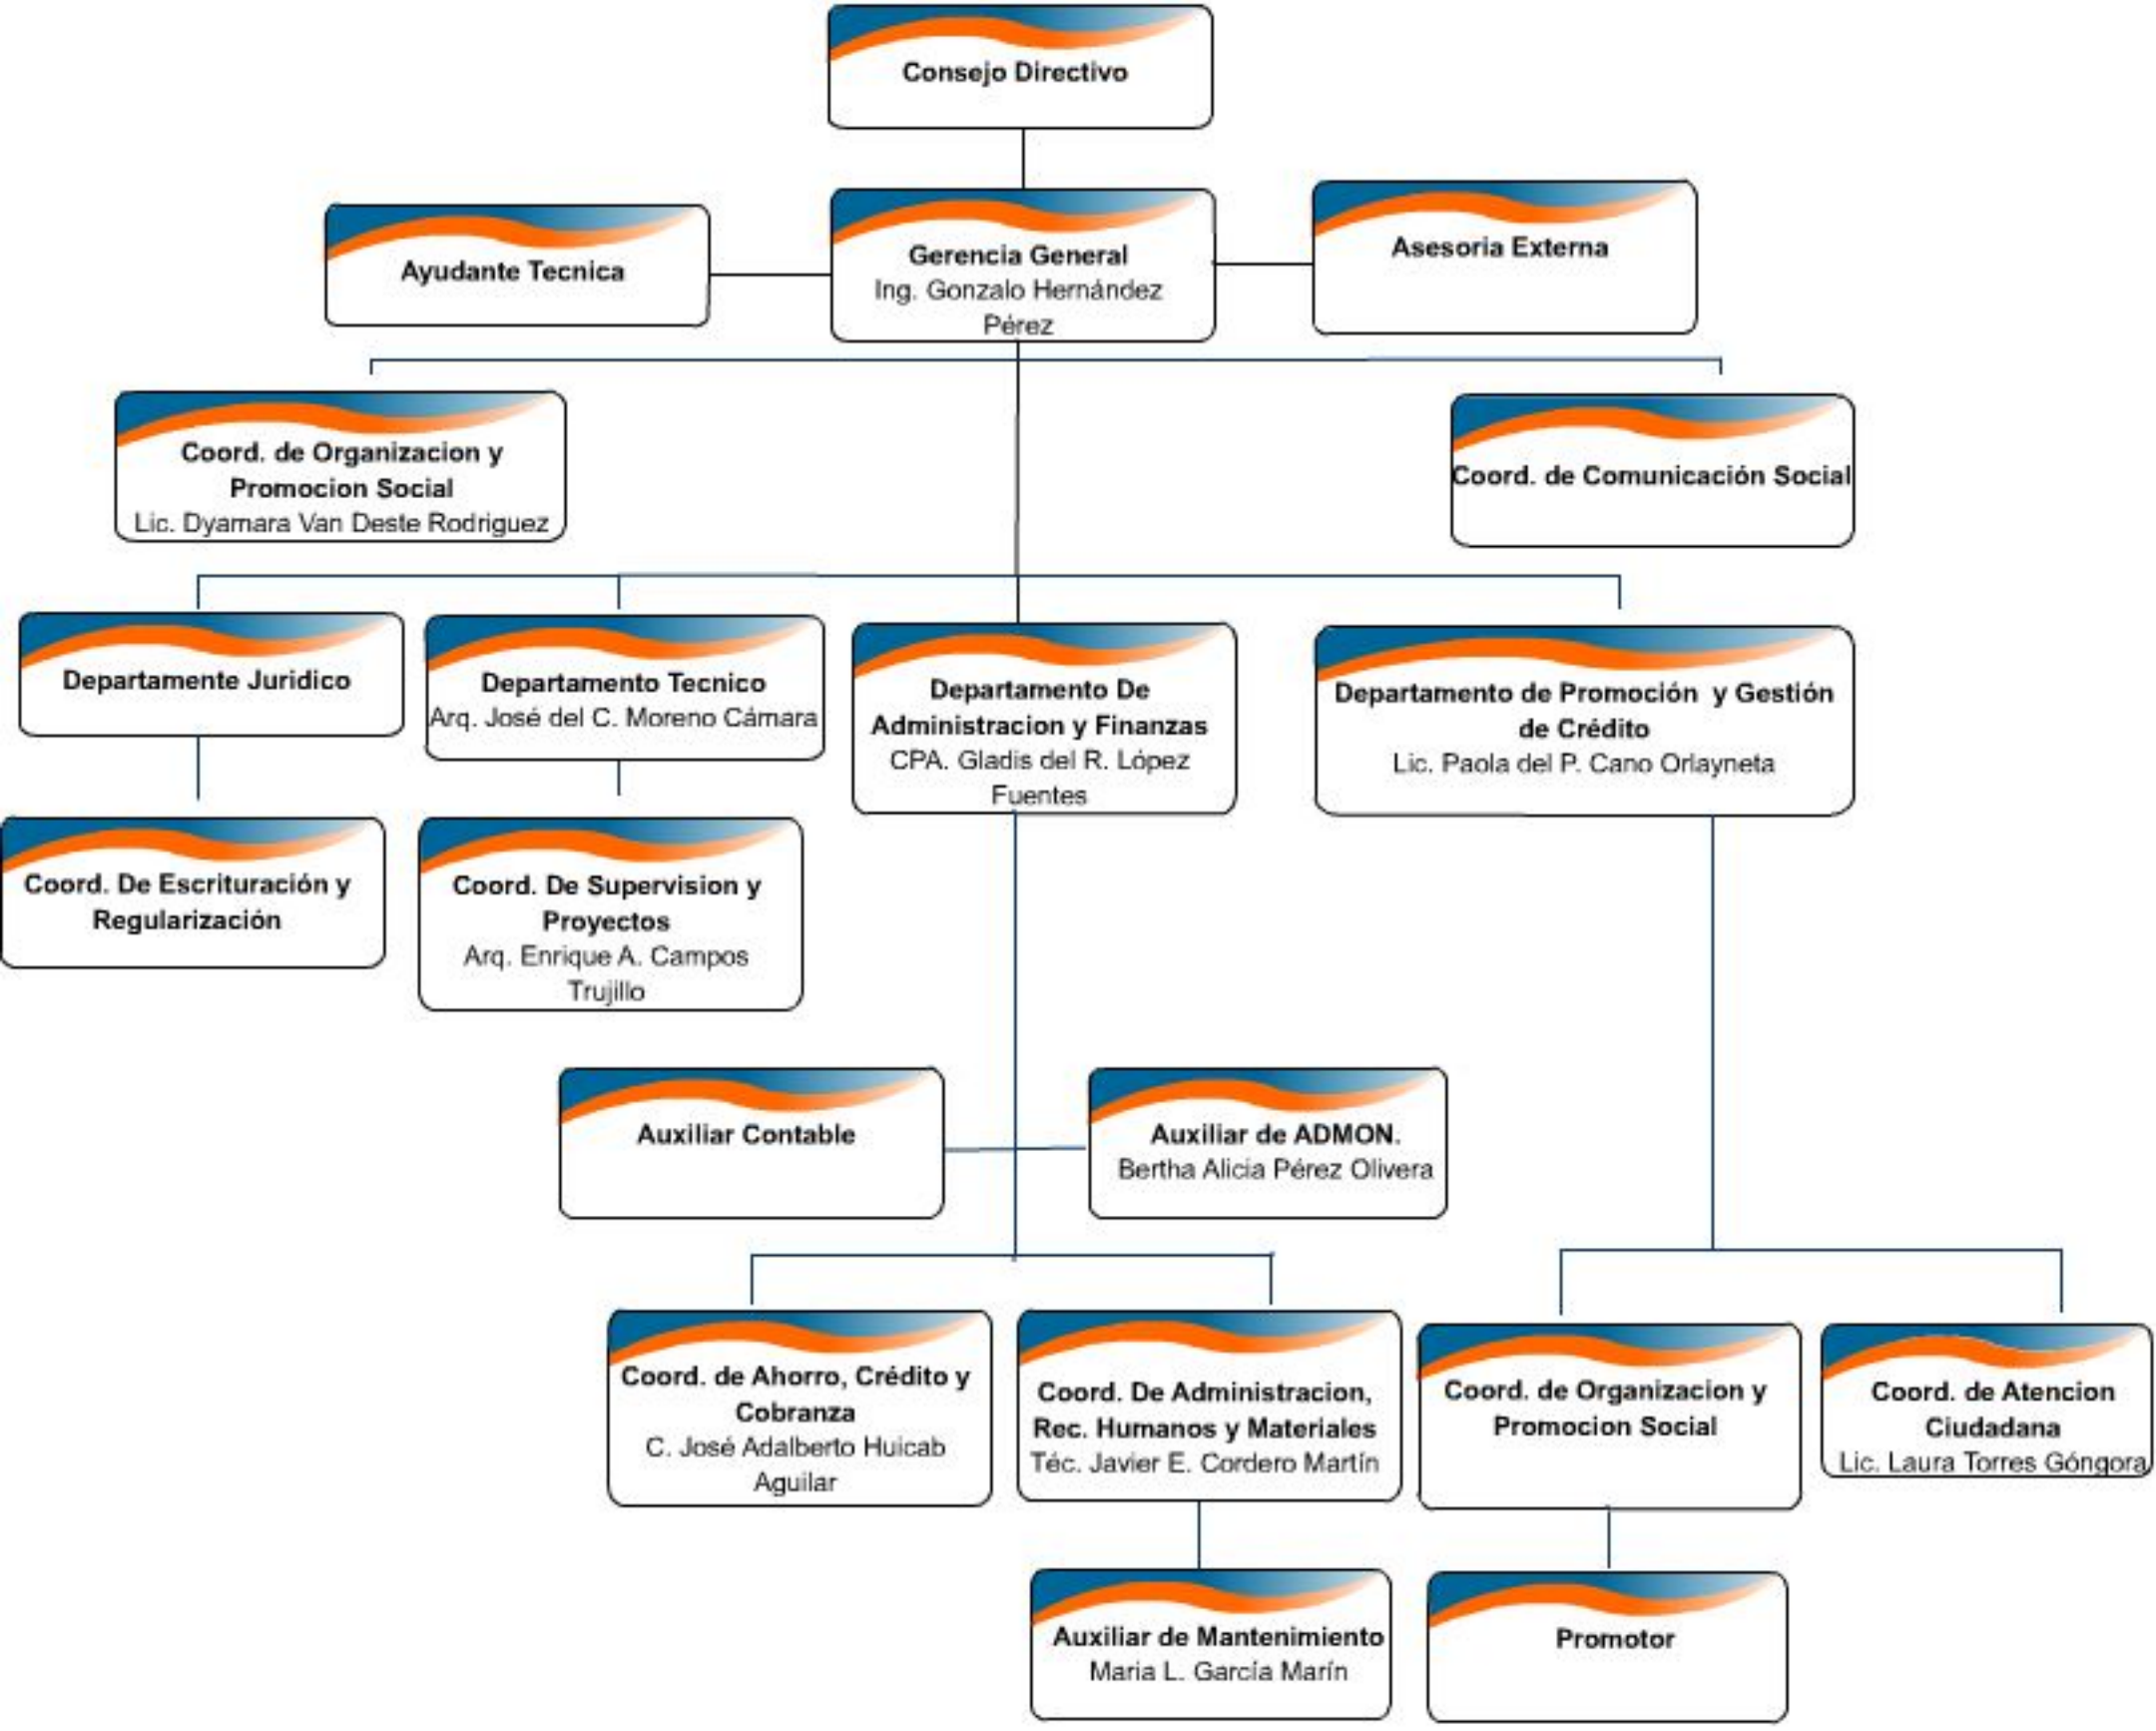 Consejo Directivo
Ayudante Tecnica
Gerencia General
Ing. Gonzalo Hernández
Pérez
Asesoria Externa
Coord. de Organizacion y
Promocion Social
Lic. Dyamara Van Deste Rodriguez
Coord. de Comunicación Social
Departamente Juridico
Departamento Tecnico
Arq. José del C. Moreno Cámara
Departamento De
Administracion y Finanzas
CPA. Gladis del R. López
Fuentes
Departamento de Promoción y Gestión
de Crédito
Lic. Paola del P. Cano Orlayneta
Coord. De Escrituración y
Regularización
Coord. De Supervision y
Proyectos
Arq. Enrique A. Campos
Trujillo
Auxiliar Contable
Auxiliar de ADMON.
Bertha Alicia Pérez Olivera
Coord. de Ahorro, Crédito y
Cobranza
C. José Adalberto Huicab
Aguilar
Coord. De Administracion,
Rec. Humanos y Materiales
Téc. Javier E. Cordero Martín
Coord. de Organizacion y
Promocion Social
Coord. de Atencion
Ciudadana
Lic. Laura Torres Góngora
Auxiliar de Mantenimiento
Maria L. García Marín
Promotor